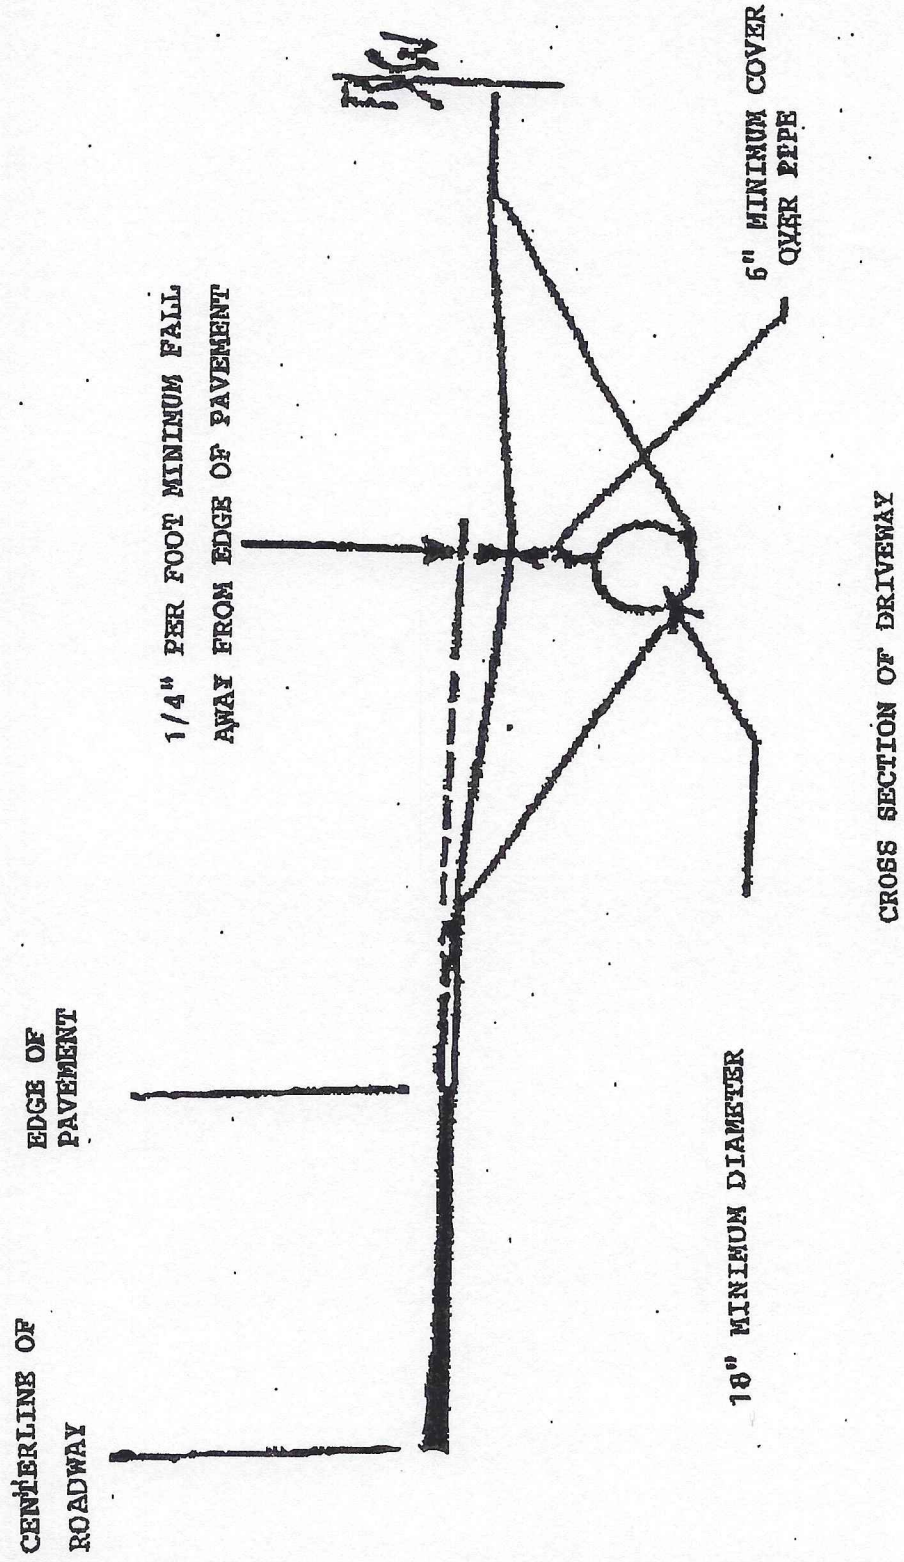 CENTERLINE OF
ROADWAY
EDGE OF
PAVEMENT
1/4" PER FOOT MINIMUM FALL
AWAY FROM EDGE OF PAVEMENT
R/W
18" MINIMUM DIAMETER
6" MINIMUM COVER
OVER PIPE
CROSS SECTION OF DRIVEWAY